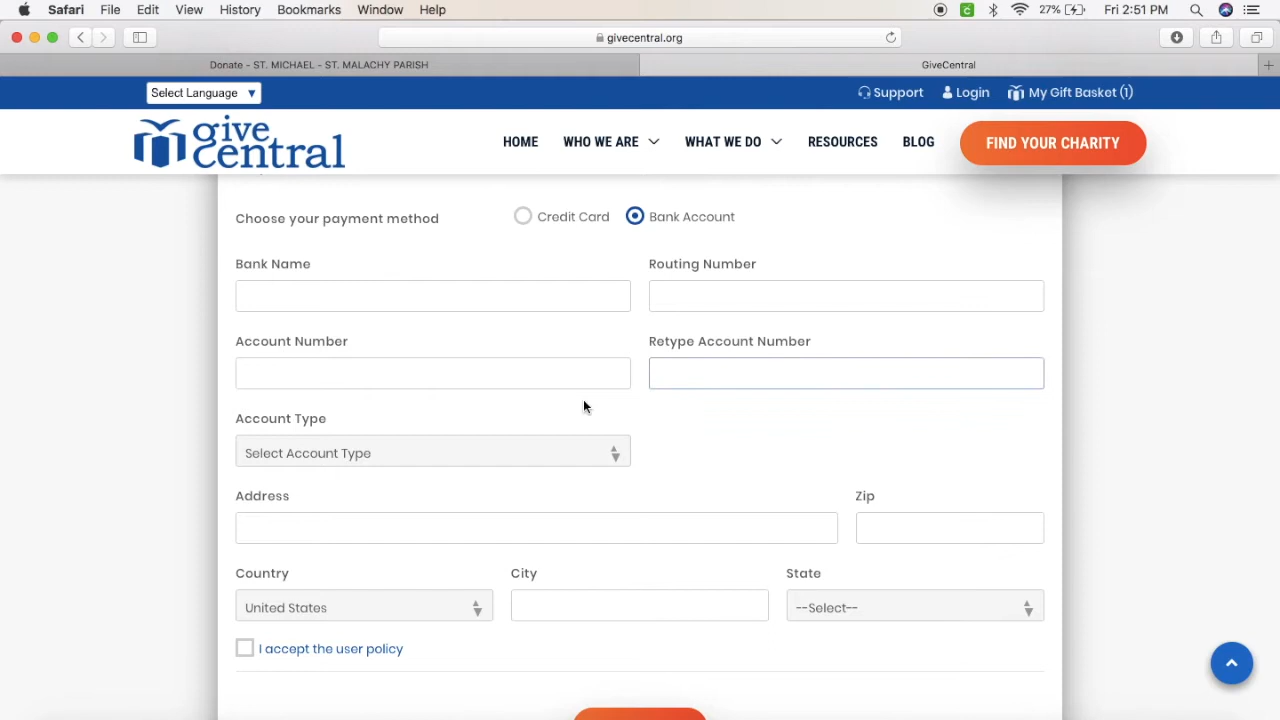 Safari File Edit View History Bookmarks Window Help 27% Fri 2:51 PM
givecentral.org
Donate - ST. MICHAEL - ST. MALACHY PARISH GiveCentral
Select Language ▼ Support Login My Gift Basket (1)
give central HOME WHO WE ARE WHAT WE DO RESOURCES BLOG FIND YOUR CHARITY
Choose your payment method Credit Card Bank Account
Bank Name Routing Number
Account Number Retype Account Number
Account Type
Select Account Type
Address Zip
Country City State
United States --Select--
I accept the user policy